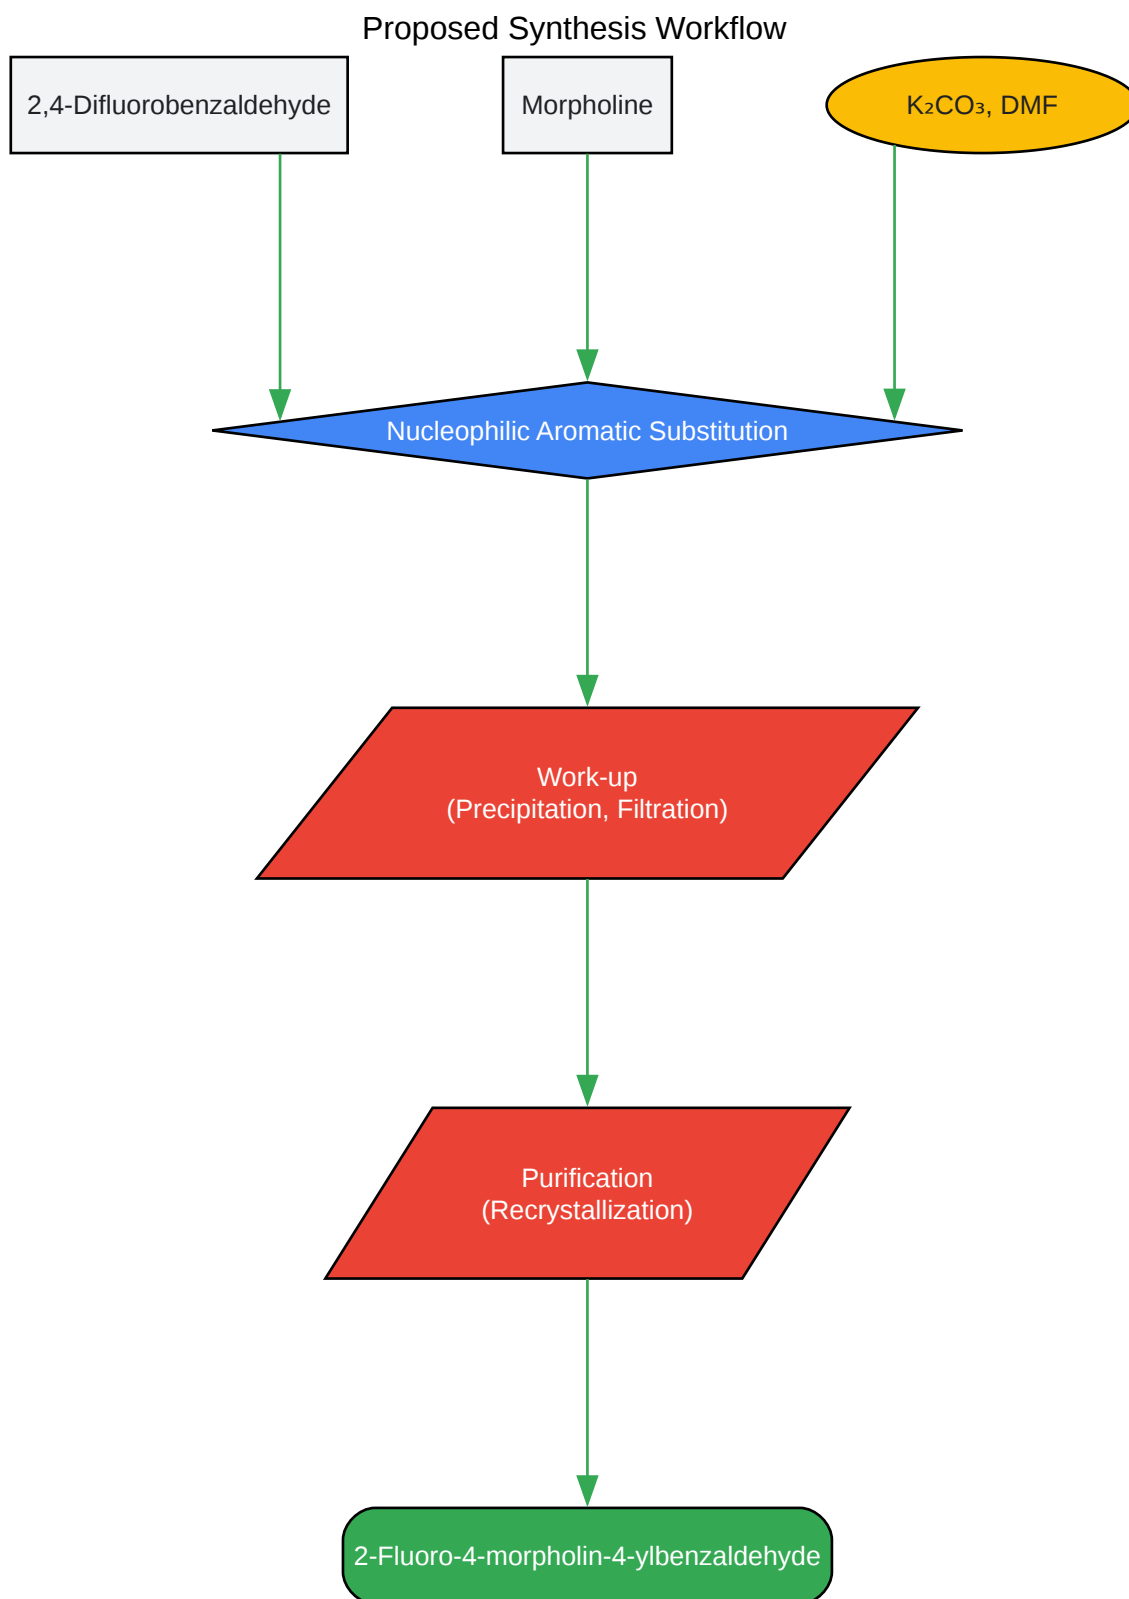 Proposed Synthesis Workflow
2,4-Difluorobenzaldehyde
Morpholine
K₂CO₃, DMF
Nucleophilic Aromatic Substitution
Work-up
(Precipitation, Filtration)
Purification
(Recrystallization)
2-Fluoro-4-morpholin-4-ylbenzaldehyde